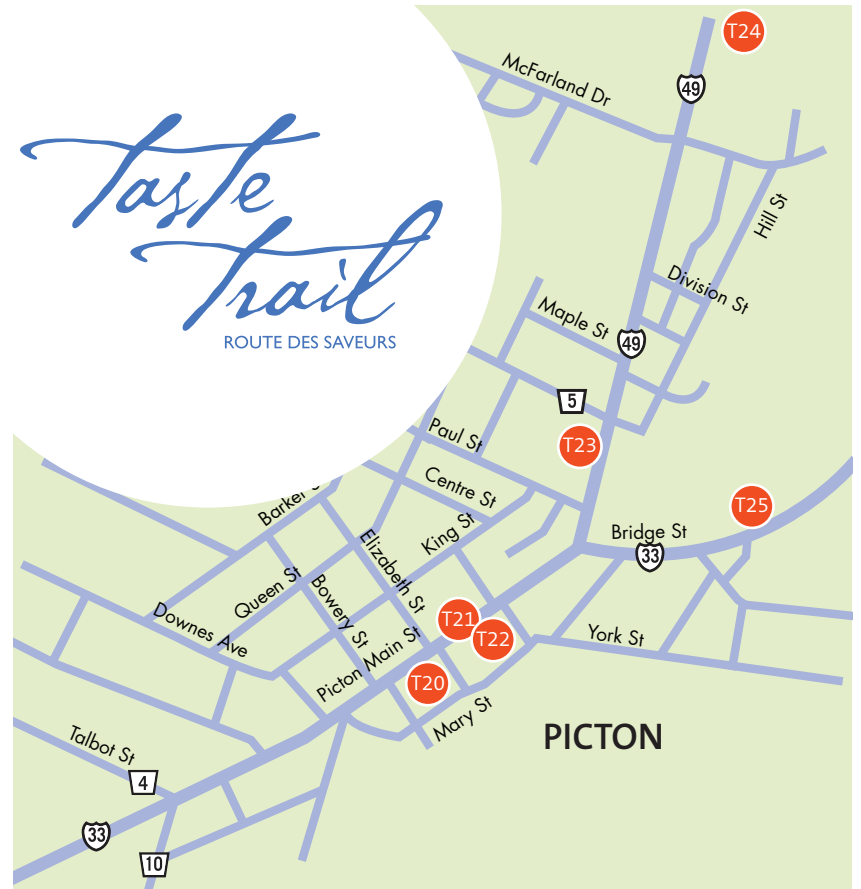 T24
49
McFarland Dr
Taste
Trail
ROUTE DES SAVEURS
Hill St
Division St
Maple St
49
5
T23
Paul St
Centre St
T25
Barker
King St
Bridge St
33
Elizabeth St
Queen St
Bowery St
Downes Ave
T21
T22
York St
Picton Main St
T20
Mary St
PICTON
Talbot St
4
33
10